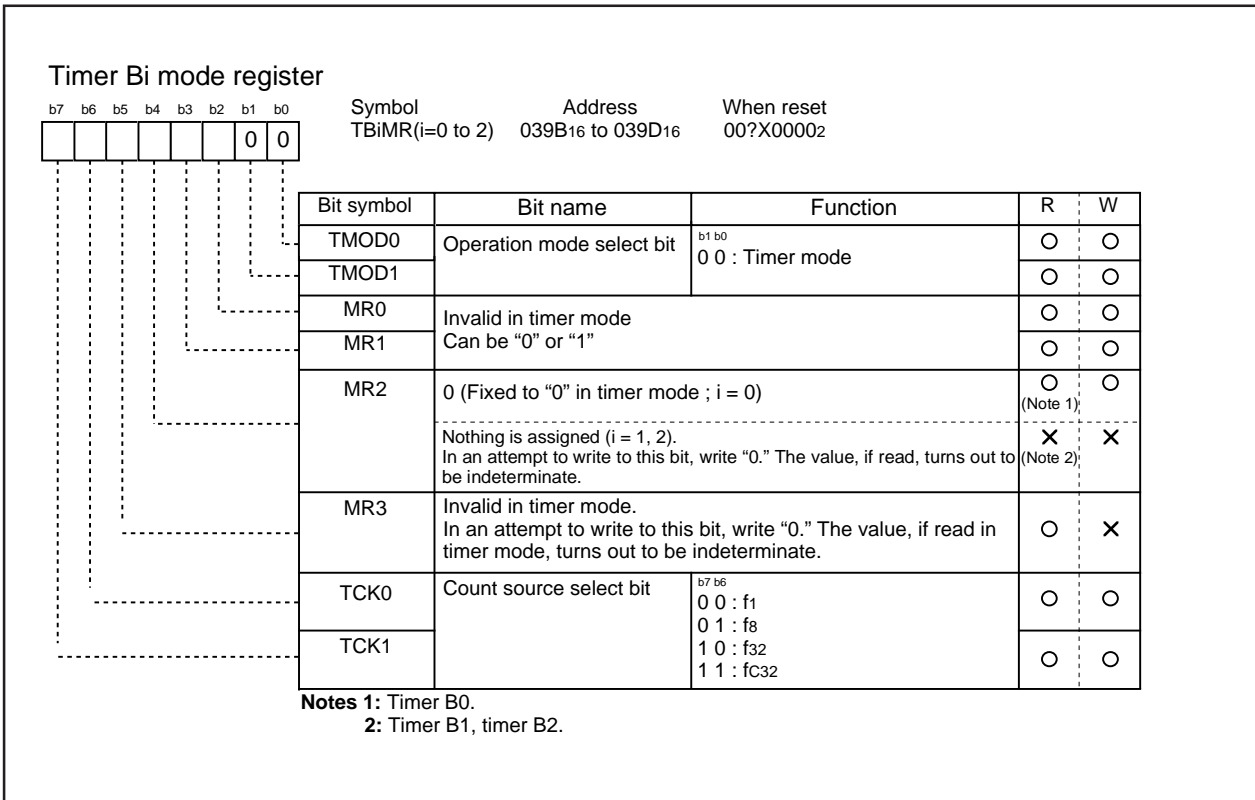 Timer Bi mode register
b7 b6 b5 b4 b3 b2 b1 b0
0 0
Symbol Address When reset
TBiMR(i=0 to 2) 039B16 to 039D16 00?X00002
Bit symbol Bit name Function R W
TMOD0 Operation mode select bit b1 b0
0 0 : Timer mode
TMOD1
MR0 Invalid in timer mode
MR1 Can be “0” or “1”
MR2 0 (Fixed to “0” in timer mode ; i = 0)
(Note 1)
Nothing is assigned (i = 1, 2).
In an attempt to write to this bit, write “0.” The value, if read, turns out to (Note 2)
be indeterminate.
MR3 Invalid in timer mode.
In an attempt to write to this bit, write “0.” The value, if read in
timer mode, turns out to be indeterminate.
TCK0 Count source select bit b7 b6
0 0 : f1
0 1 : f8
TCK1 1 0 : f32
1 1 : fC32
Notes 1: Timer B0.
2: Timer B1, timer B2.